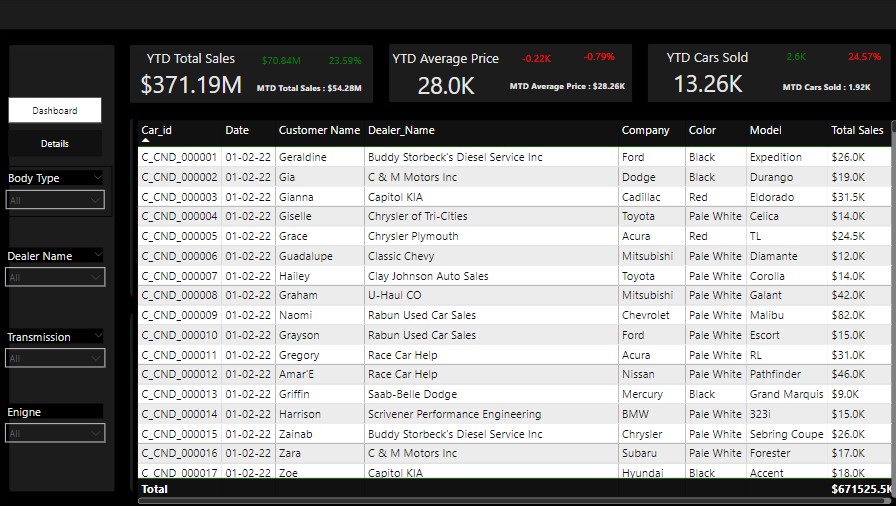 YTD Total Sales $70.84M 23.59%
$371.19M MTD Total Sales : $54.28M
YTD Average Price -0.22K -0.79%
28.0K MTD Average Price : $28.26K
YTD Cars Sold 2.6K 24.57%
13.26K MTD Cars Sold : 1.92K
Dashboard
Details
Body Type
All
Dealer Name
All
Transmission
All
Enigne
All
Car_id Date Customer Name Dealer_Name Company Color Model Total Sales
C_CND_000001 01-02-22 Geraldine Buddy Storbeck's Diesel Service Inc Ford Black Expedition $26.0K
C_CND_000002 01-02-22 Gia C & M Motors Inc Dodge Black Durango $19.0K
C_CND_000003 01-02-22 Gianna Capitol KIA Cadillac Red Eldorado $31.5K
C_CND_000004 01-02-22 Giselle Chrysler of Tri-Cities Toyota Pale White Celica $14.0K
C_CND_000005 01-02-22 Grace Chrysler Plymouth Acura Red TL $24.5K
C_CND_000006 01-02-22 Guadalupe Classic Chevy Mitsubishi Pale White Diamante $12.0K
C_CND_000007 01-02-22 Hailey Clay Johnson Auto Sales Toyota Pale White Corolla $14.0K
C_CND_000008 01-02-22 Graham U-Haul CO Mitsubishi Pale White Galant $42.0K
C_CND_000009 01-02-22 Naomi Rabun Used Car Sales Chevrolet Pale White Malibu $82.0K
C_CND_000010 01-02-22 Grayson Rabun Used Car Sales Ford Pale White Escort $15.0K
C_CND_000011 01-02-22 Gregory Race Car Help Acura Pale White RL $31.0K
C_CND_000012 01-02-22 Amar'E Race Car Help Nissan Pale White Pathfinder $46.0K
C_CND_000013 01-02-22 Griffin Saab-Belle Dodge Mercury Black Grand Marquis $9.0K
C_CND_000014 01-02-22 Harrison Scrivener Performance Engineering BMW Pale White 323i $15.0K
C_CND_000015 01-02-22 Zainab Buddy Storbeck's Diesel Service Inc Chrysler Pale White Sebring Coupe $26.0K
C_CND_000016 01-02-22 Zara C & M Motors Inc Subaru Pale White Forester $17.0K
C_CND_000017 01-02-22 Zoe Capitol KIA Hyundai Black Accent $18.0K
Total $671525.5K